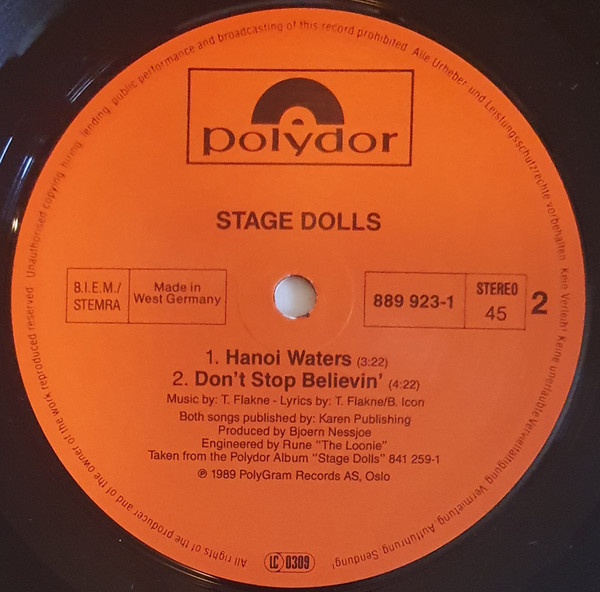 polydor
STAGE DOLLS
B.I.E.M./
STEMRA
Made in
West Germany
889 923-1
STEREO
45
2
1. Hanoi Waters (3:22)
2. Don't Stop Believin' (4:22)
Music by: T. Flakne - Lyrics by: T. Flakne/B. Icon
Both songs published by: Karen Publishing
Produced by Bjoern Nessjoe
Engineered by Rune "The Loonie"
Taken from the Polydor Album "Stage Dolls" 841 259-1
℗ 1989 PolyGram Records AS, Oslo
LC 0309
All rights of the producer and of the owner of the work reproduced reserved. Unauthorised copying, hiring, lending, public performance and broadcasting of this record prohibited. Alle Urheber- und Leistungsschutzrechte vorbehalten. Kein Verleih! Keine unerlaubte Vervielfältigung, Vermietung, Aufführung, Sendung!